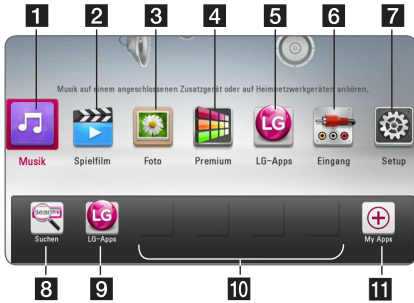 1 2 3 4 5 6 7
Musik auf einem angeschlossenen Zusatzgerät oder auf Heimnetzwerkgeräten anhören.
LG
Musik Spielfilm Foto Premium LG-Apps Eingang Setup
Search LG
Suchen LG-Apps My Apps
8 9 10 11